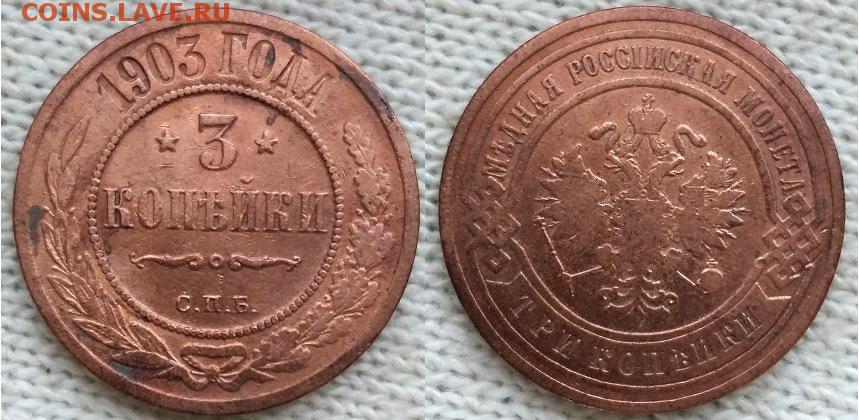 COINS.LAVE.RU
1903 ГОДА
3
КОПѢЙКИ
С.П.Б.
МѢДНАЯ РОССІЙСКАЯ МОНЕТА
ТРИ КОПѢЙКИ